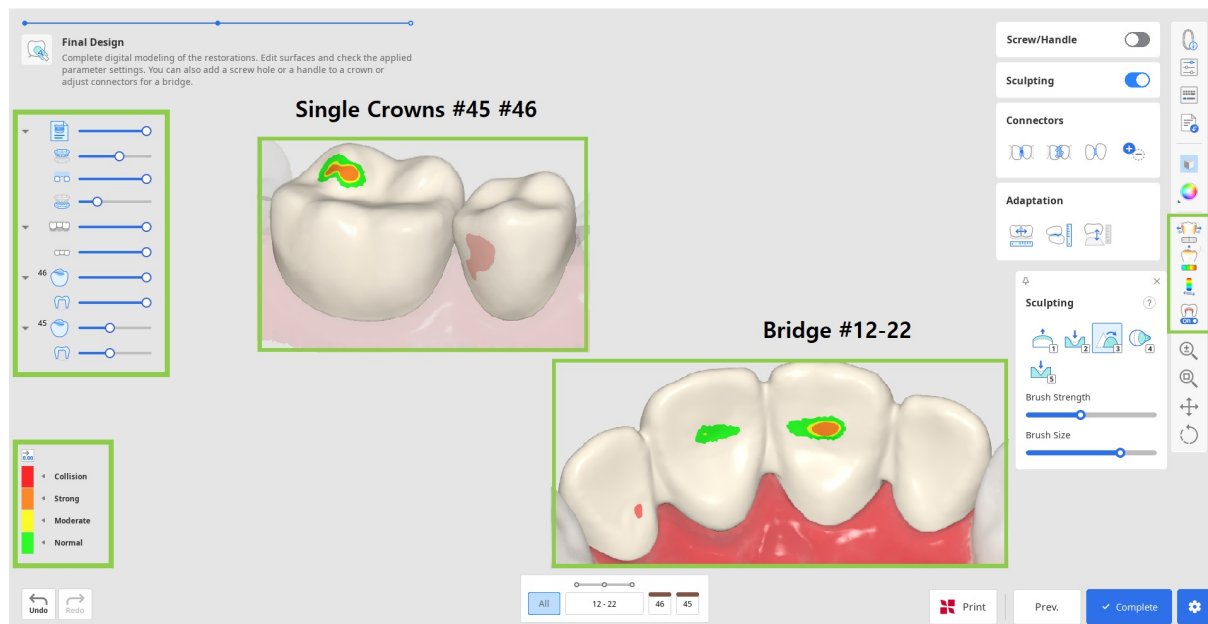 Final Design
Complete digital modeling of the restorations. Edit surfaces and check the applied
parameter settings. You can also add a screw hole or a handle to a crown or
adjust connectors for a bridge.
Single Crowns #45 #46
46
45
Bridge #12-22
Screw/Handle
Sculpting
Connectors
Adaptation
Sculpting
?
1
2
3
4
5
Brush Strength
Brush Size
0.00
Collision
Strong
Moderate
Normal
Undo
Redo
All
12 - 22
46
45
Print
Prev.
Complete